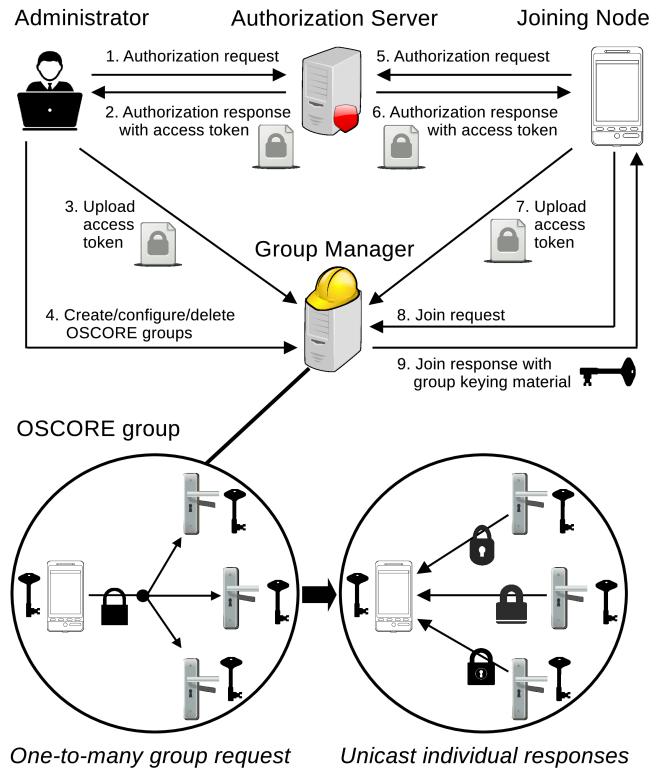 Administrator
Authorization Server
Joining Node
1. Authorization request
5. Authorization request
2. Authorization response
with access token
6. Authorization response
with access token
3. Upload
access
token
7. Upload
access
token
Group Manager
4. Create/configure/delete
OSCORE groups
8. Join request
9. Join response with
group keying material
OSCORE group
One-to-many group request
Unicast individual responses